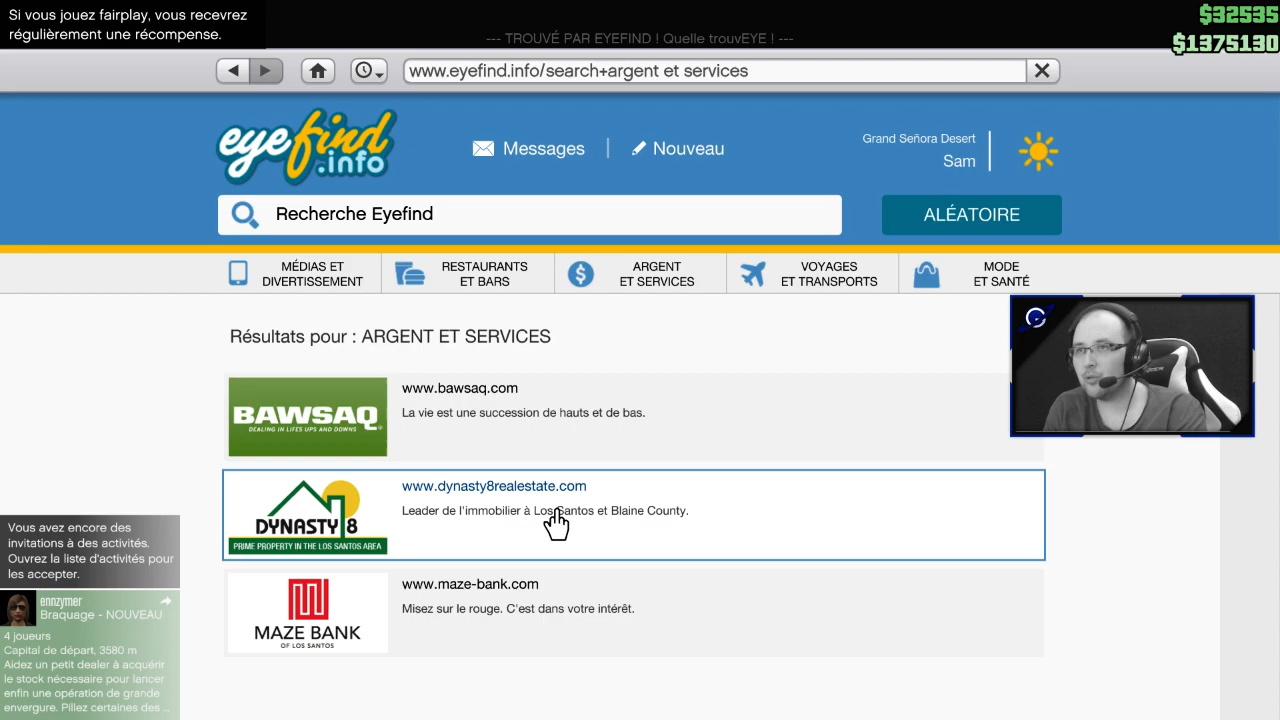 Si vous jouez fairplay, vous recevrez
régulièrement une récompense.
--- TROUVÉ PAR EYEFIND ! Quelle trouvEYE ! ---
$32535
$1375130
www.eyefind.info/search+argent et services
eyefind
.info
Messages
Nouveau
Grand Señora Desert
Sam
Recherche Eyefind
ALÉATOIRE
MÉDIAS ET
DIVERTISSEMENT
RESTAURANTS
ET BARS
ARGENT
ET SERVICES
VOYAGES
ET TRANSPORTS
MODE
ET SANTÉ
Résultats pour : ARGENT ET SERVICES
BAWSAQ
DEALING IN LIFES UPS AND DOWNS
www.bawsaq.com
La vie est une succession de hauts et de bas.
DYNASTY 8
PRIME PROPERTY IN THE LOS SANTOS AREA
www.dynasty8realestate.com
Leader de l'immobilier à Los Santos et Blaine County.
MAZE BANK
OF LOS SANTOS
www.maze-bank.com
Misez sur le rouge. C'est dans votre intérêt.
Vous avez encore des
invitations à des activités.
Ouvrez la liste d'activités pour
les accepter.
ennzymer
Braquage - NOUVEAU
4 joueurs
Capital de départ, 3580 m
Aidez un petit dealer à acquérir
le stock nécessaire pour lancer
enfin une opération de grande
envergure. Pillez certaines des ...